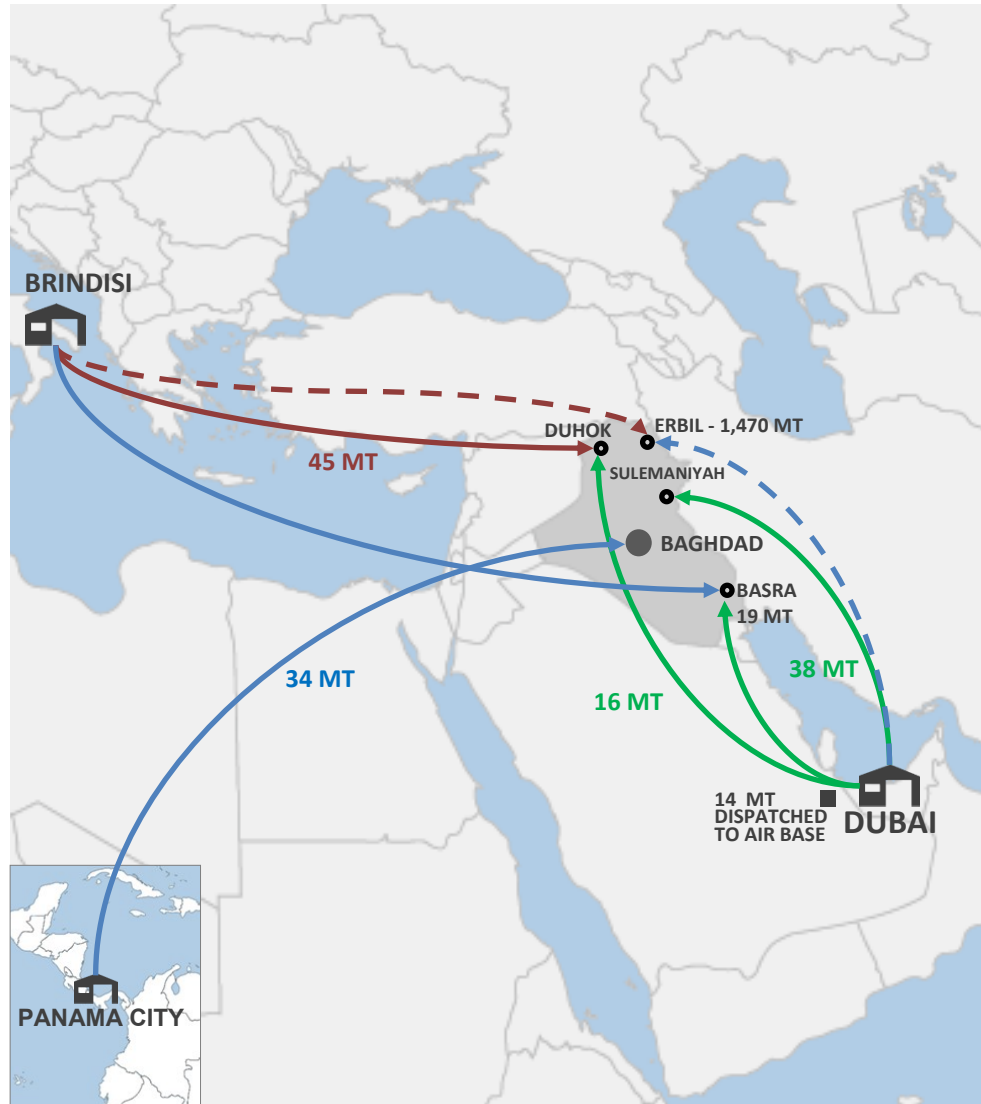 BRINDISI
DUHOK
ERBIL - 1,470 MT
45 MT
SULEMANIYAH
BAGHDAD
BASRA
19 MT
34 MT
16 MT
38 MT
14 MT
DISPATCHED
TO AIR BASE
DUBAI
PANAMA CITY